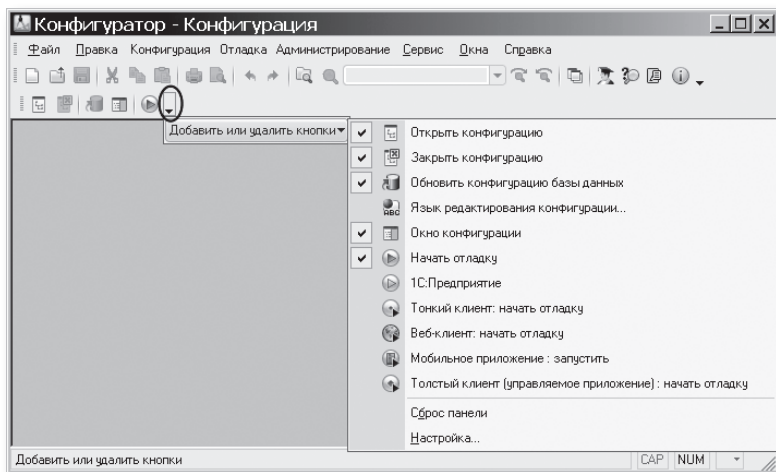 Конфигуратор - Конфигурация
Файл Правка Конфигурация Отладка Администрирование Сервис Окна Справка
Добавить или удалить кнопки
Открыть конфигурацию
Закрыть конфигурацию
Обновить конфигурацию базы данных
ABC Язык редактирования конфигурации...
Окно конфигурации
Начать отладку
1С:Предприятие
Тонкий клиент: начать отладку
Веб-клиент: начать отладку
Мобильное приложение : запустить
Толстый клиент (управляемое приложение) : начать отладку
Сброс панели
Настройка...
Добавить или удалить кнопки CAP NUM